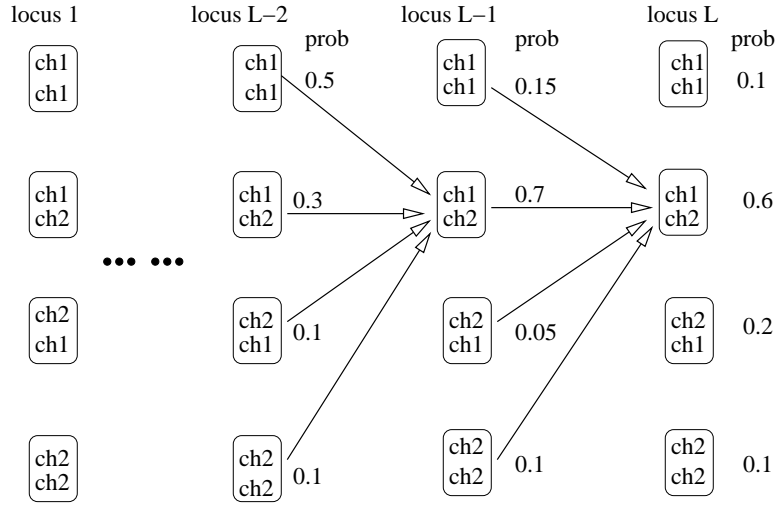 locus 1 locus L−2 locus L−1 locus L
prob prob prob
ch1 ch1 ch1 ch1
ch1 ch1 0.5 ch1 0.15 ch1 0.1
ch1 ch1 ch1 ch1
ch2 ch2 0.3 ch2 0.7 ch2 0.6
ch2 ch2 ch2 ch2
ch1 ch1 0.1 ch1 0.05 ch1 0.2
ch2 ch2 ch2 ch2
ch2 ch2 0.1 ch2 0.1 ch2 0.1